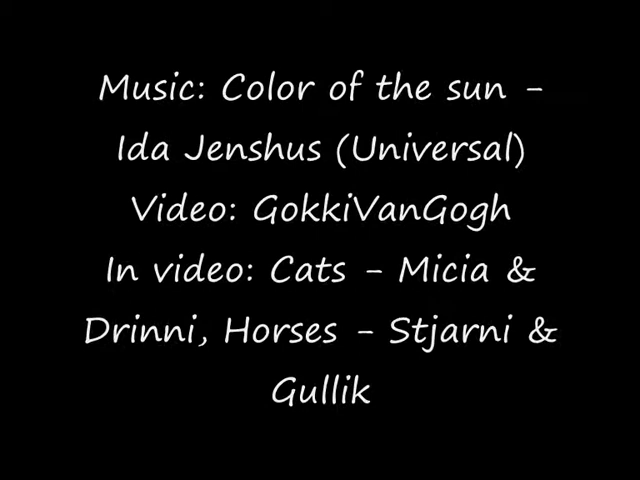 Music: Color of the sun -
Ida Jenshus (Universal)
Video: GokkiVanGogh
In video: Cats - Micia &
Drinni, Horses - Stjarni &
Gullik